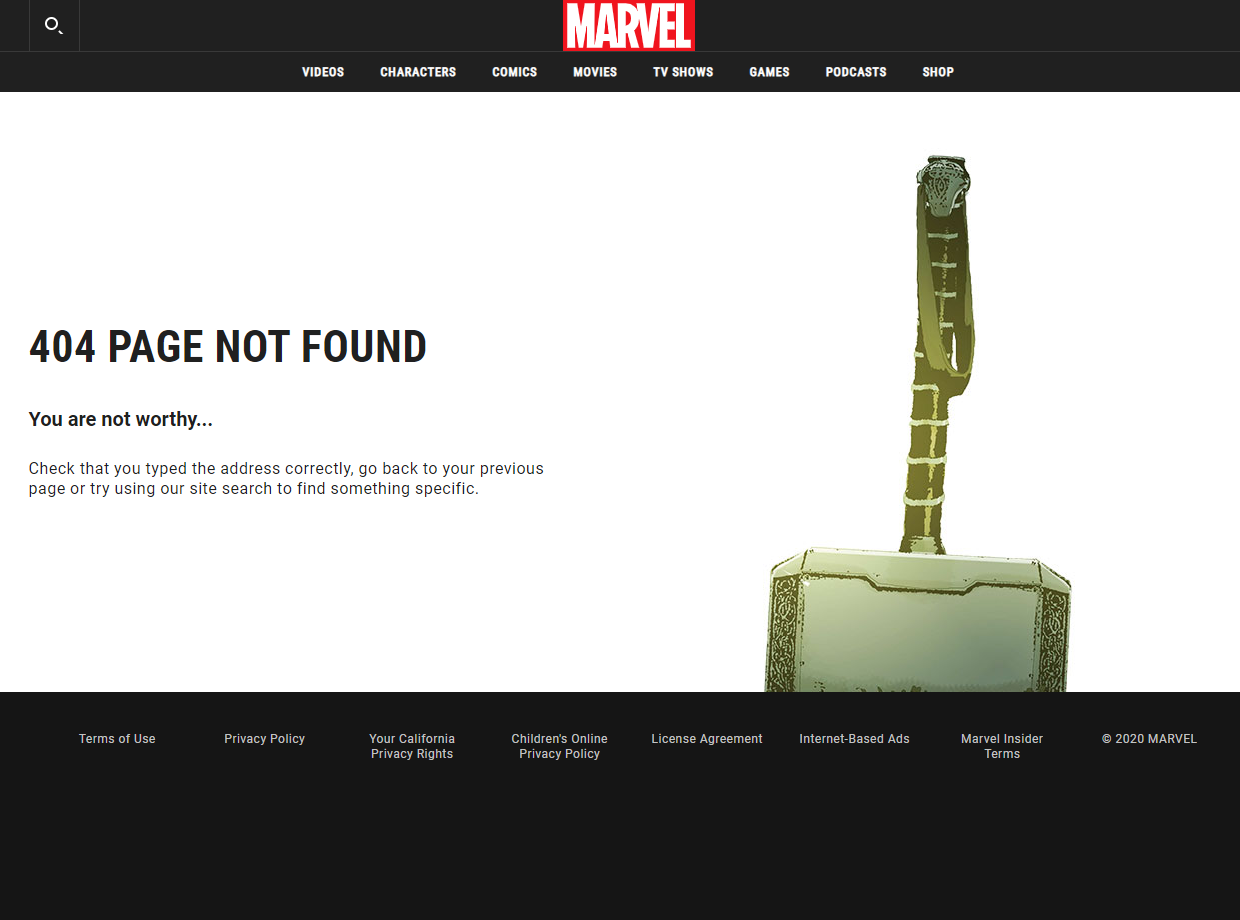 MARVEL
VIDEOS CHARACTERS COMICS MOVIES TV SHOWS GAMES PODCASTS SHOP
404 PAGE NOT FOUND
You are not worthy...
Check that you typed the address correctly, go back to your previous
page or try using our site search to find something specific.
Terms of Use
Privacy Policy
Your California
Privacy Rights
Children's Online
Privacy Policy
License Agreement
Internet-Based Ads
Marvel Insider
Terms
© 2020 MARVEL